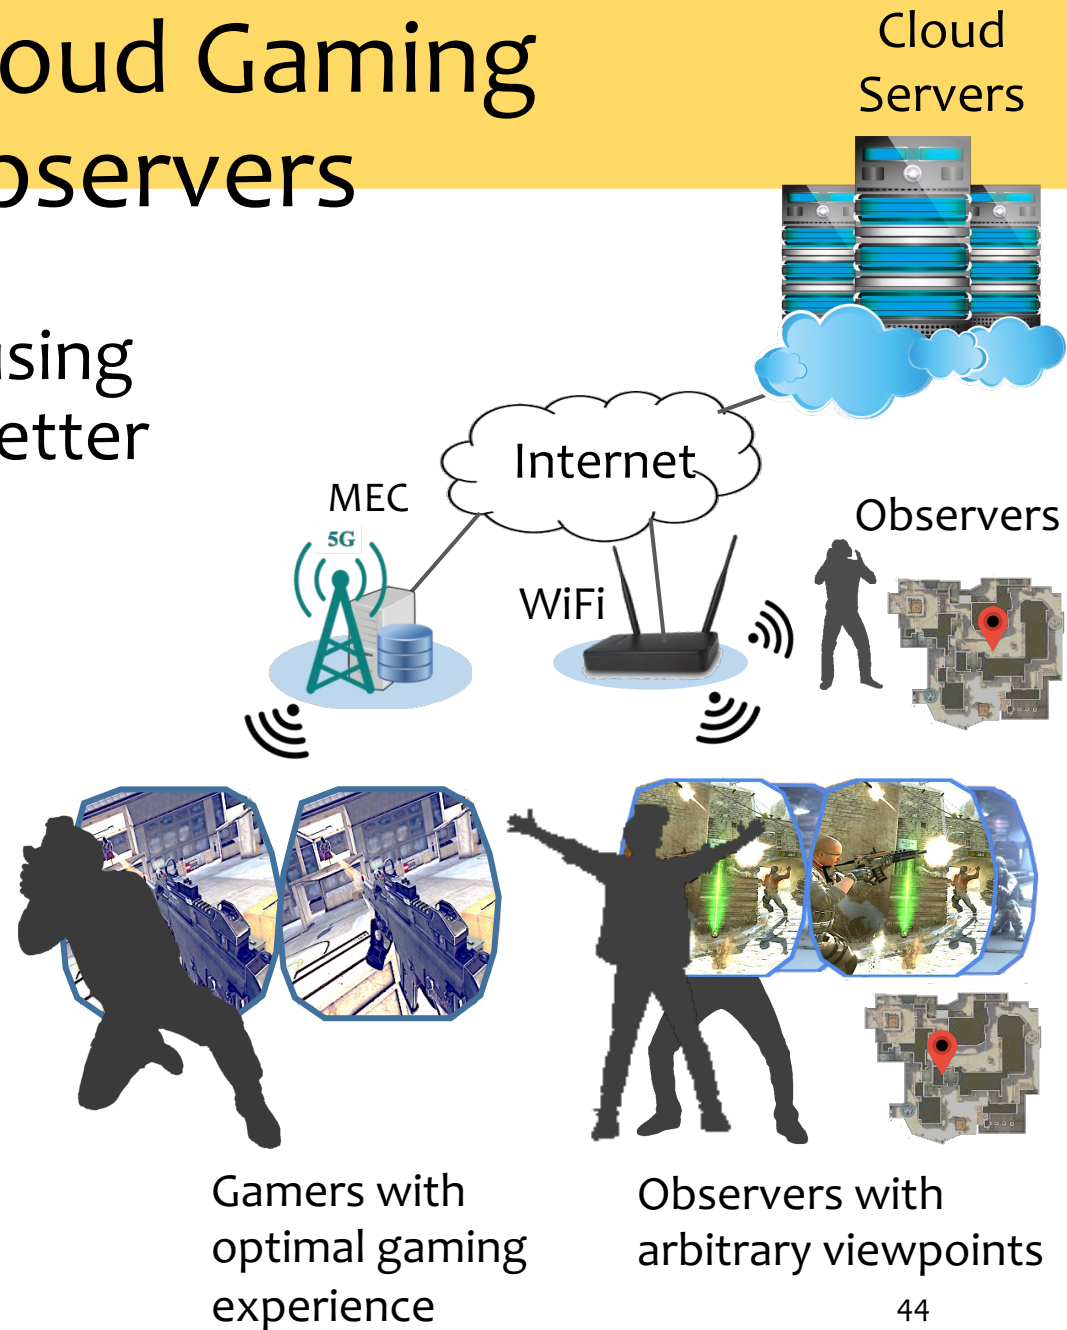 oud Gaming
bservers
Cloud
Servers
using
etter
Internet
MEC
5G
WiFi
Observers
Gamers with
optimal gaming
experience
Observers with
arbitrary viewpoints
44